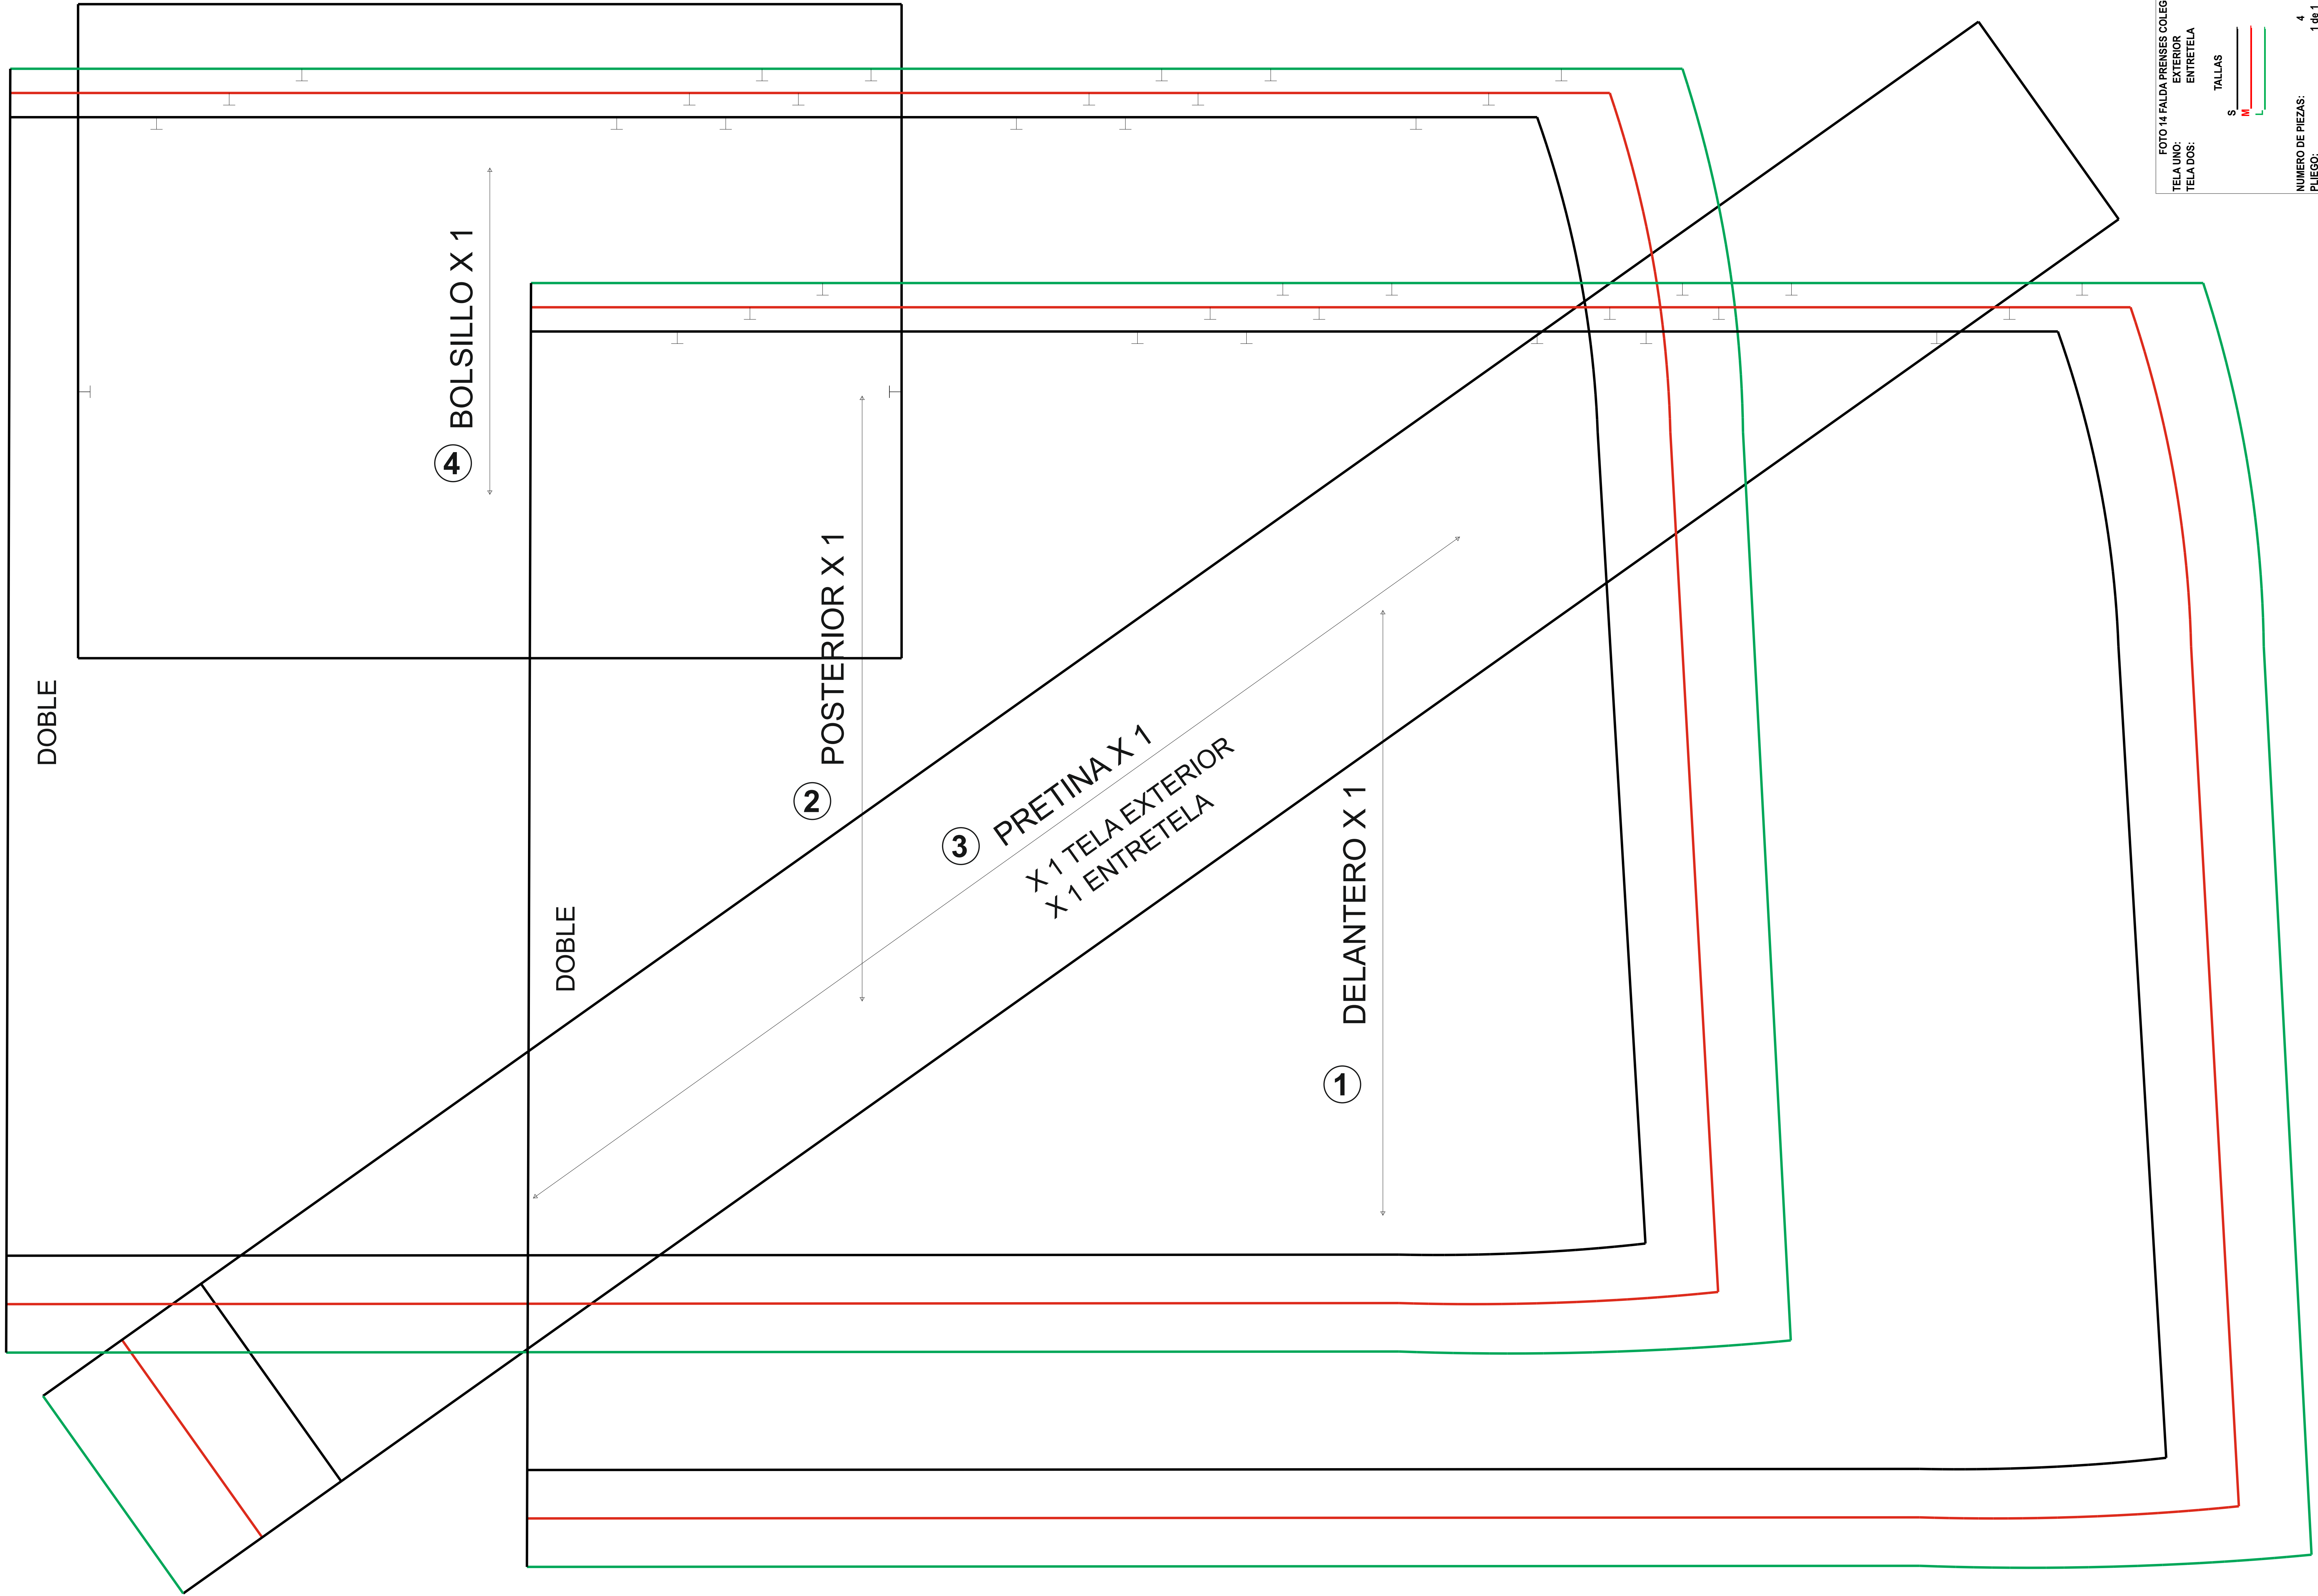 FOTO 14 FALDA PRENSES COLEG
TELA UNO: EXTERIOR
TELA DOS: ENTRETELA
TALLAS
S
M
L
NUMERO DE PIEZAS: 4
PLIEGO: 1 de 1
4 BOLSILLO X 1
DOBLE
2 POSTERIOR X 1
DOBLE
3 PRETINA X 1
X 1 TELA EXTERIOR
X 1 ENTRETELA
1 DELANTERO X 1